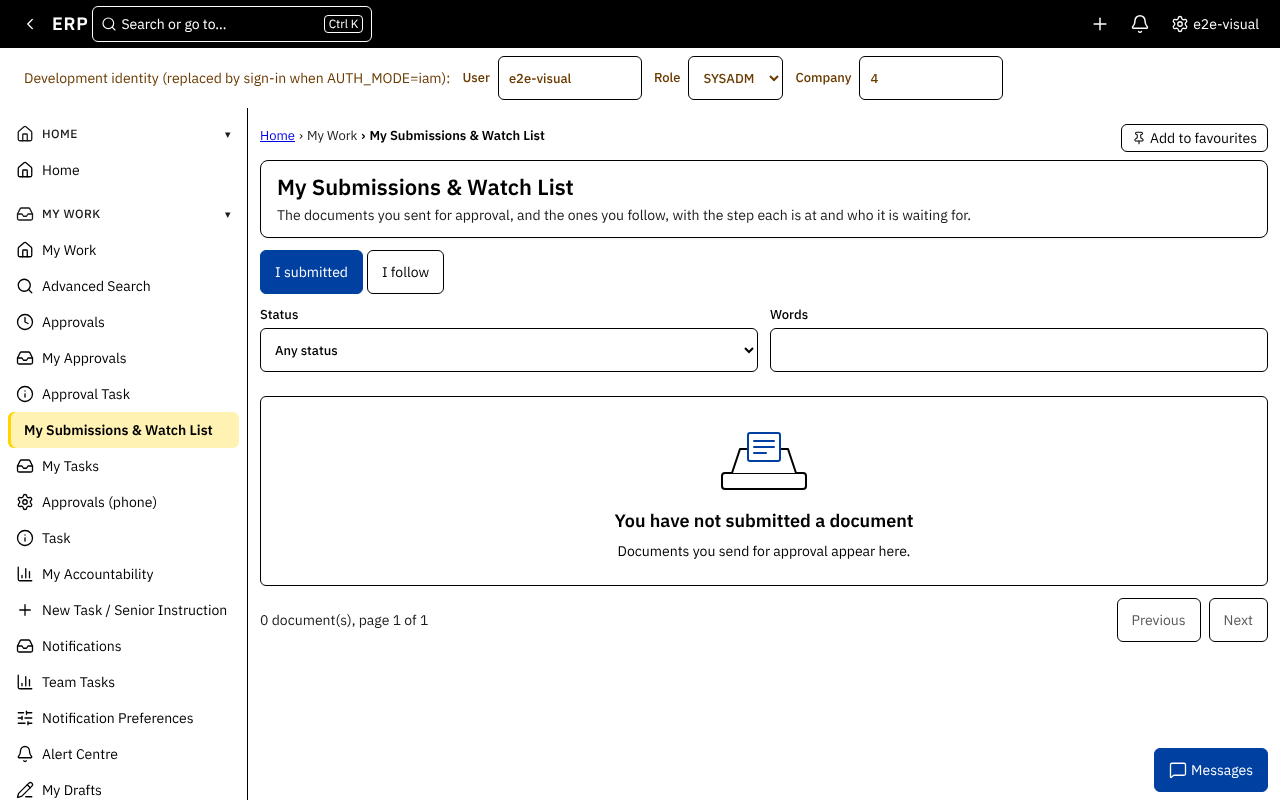 ERP
Search or go to...
Ctrl K
e2e-visual
Development identity (replaced by sign-in when AUTH_MODE=iam):
User
e2e-visual
Role
SYSADM
Company
4
HOME
Home
MY WORK
My Work
Advanced Search
Approvals
My Approvals
Approval Task
My Submissions & Watch List
My Tasks
Approvals (phone)
Task
My Accountability
New Task / Senior Instruction
Notifications
Team Tasks
Notification Preferences
Alert Centre
My Drafts
Home › My Work › My Submissions & Watch List
Add to favourites
My Submissions & Watch List
The documents you sent for approval, and the ones you follow, with the step each is at and who it is waiting for.
I submitted
I follow
Status
Any status
Words
You have not submitted a document
Documents you send for approval appear here.
0 document(s), page 1 of 1
Previous
Next
Messages